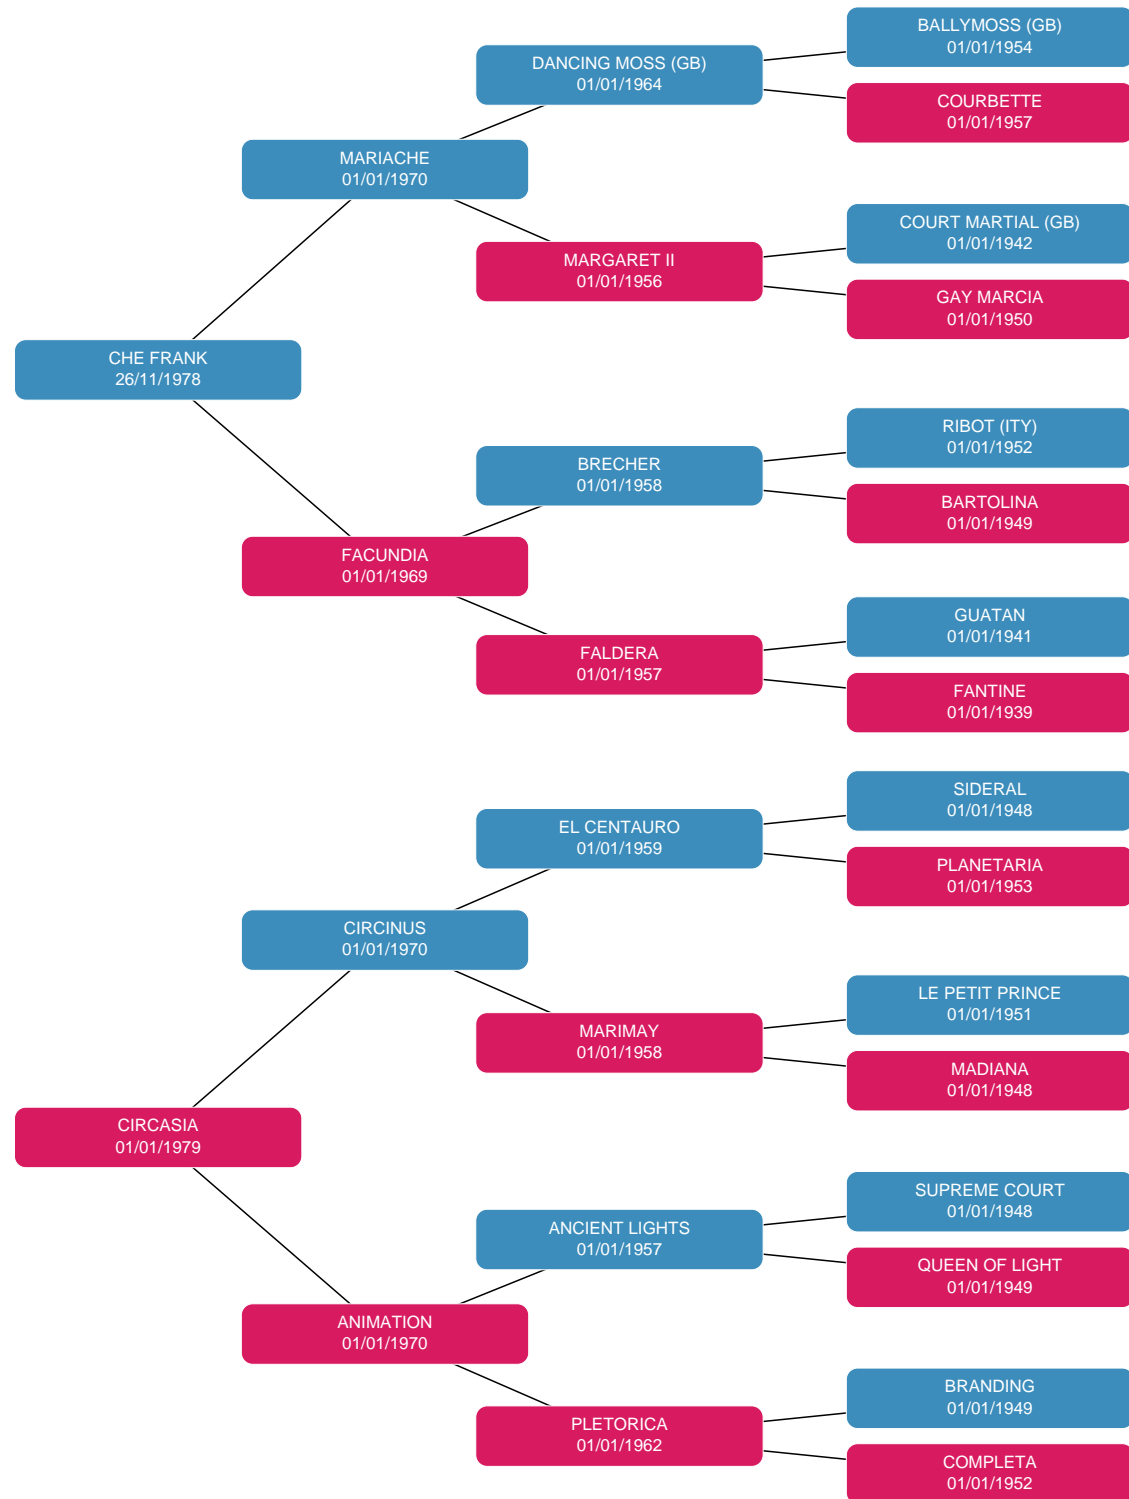 BALLYMOSS (GB)
01/01/1954
DANCING MOSS (GB)
01/01/1964
COURBETTE
01/01/1957
MARIACHE
01/01/1970
COURT MARTIAL (GB)
01/01/1942
MARGARET II
01/01/1956
GAY MARCIA
01/01/1950
CHE FRANK
26/11/1978
RIBOT (ITY)
01/01/1952
BRECHER
01/01/1958
BARTOLINA
01/01/1949
FACUNDIA
01/01/1969
GUATAN
01/01/1941
FALDERA
01/01/1957
FANTINE
01/01/1939
SIDERAL
01/01/1948
EL CENTAURO
01/01/1959
PLANETARIA
01/01/1953
CIRCINUS
01/01/1970
LE PETIT PRINCE
01/01/1951
MARIMAY
01/01/1958
MADIANA
01/01/1948
CIRCASIA
01/01/1979
SUPREME COURT
01/01/1948
ANCIENT LIGHTS
01/01/1957
QUEEN OF LIGHT
01/01/1949
ANIMATION
01/01/1970
BRANDING
01/01/1949
PLETORICA
01/01/1962
COMPLETA
01/01/1952